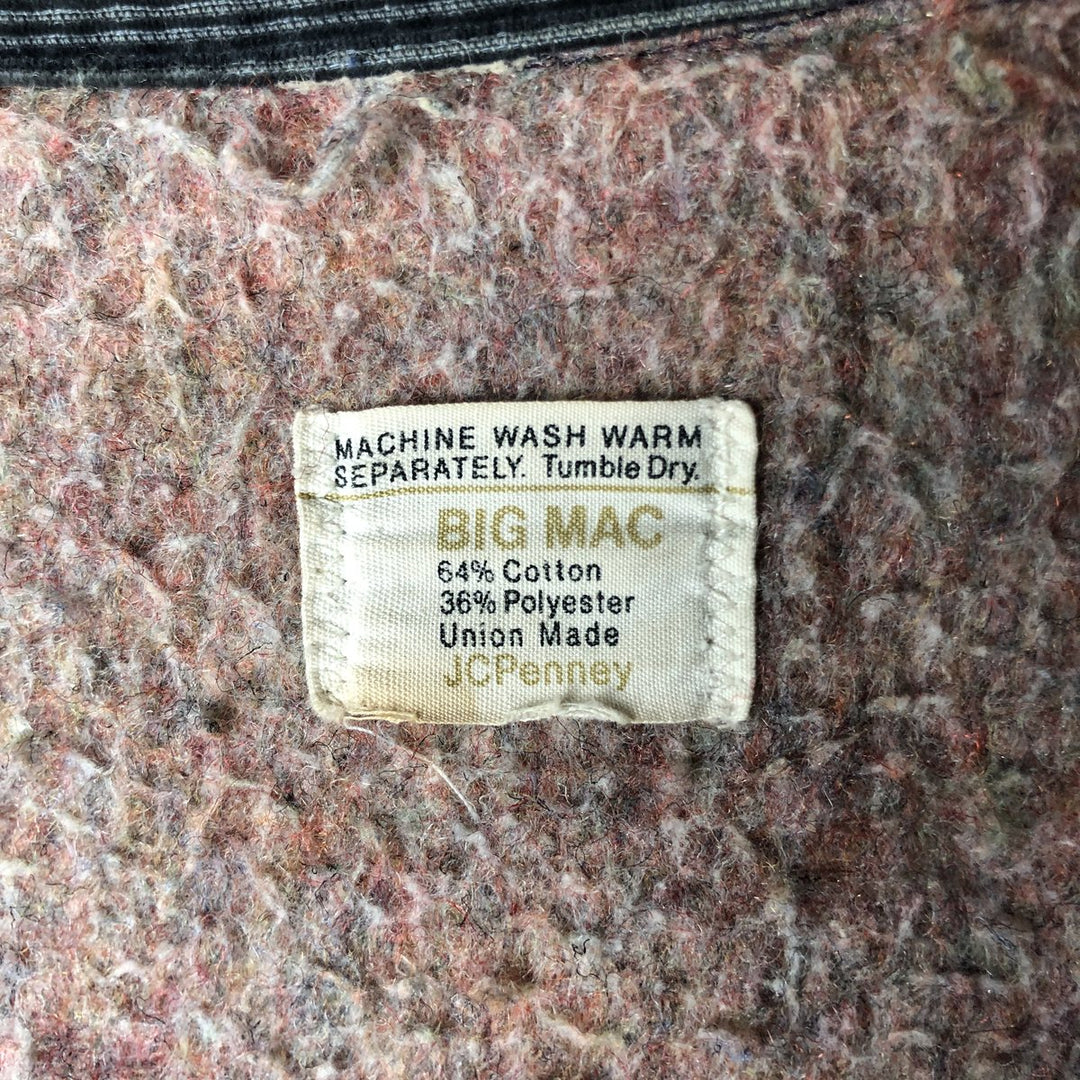 MACHINE WASH WARM
SEPARATELY. Tumble Dry.
BIG MAC
64% Cotton
36% Polyester
Union Made
JCPenney